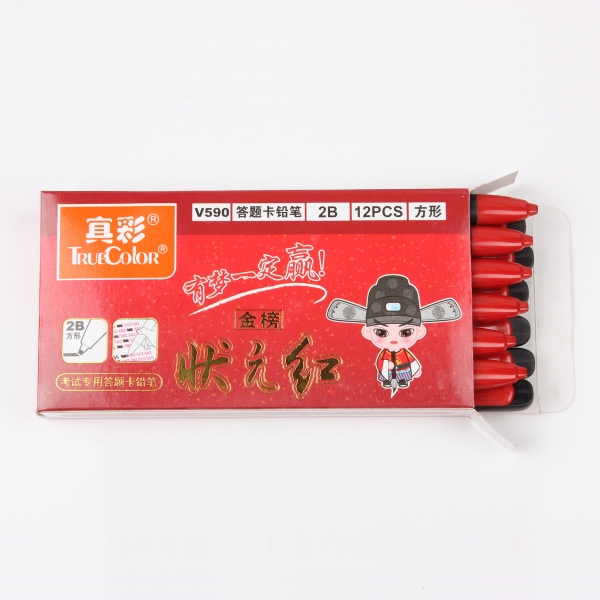 真彩®
TRUECOLOR®
V590 答题卡铅笔 2B 12PCS 方形
有梦一定赢!
金榜
状元红
2B
方形
考试专用答题卡铅笔